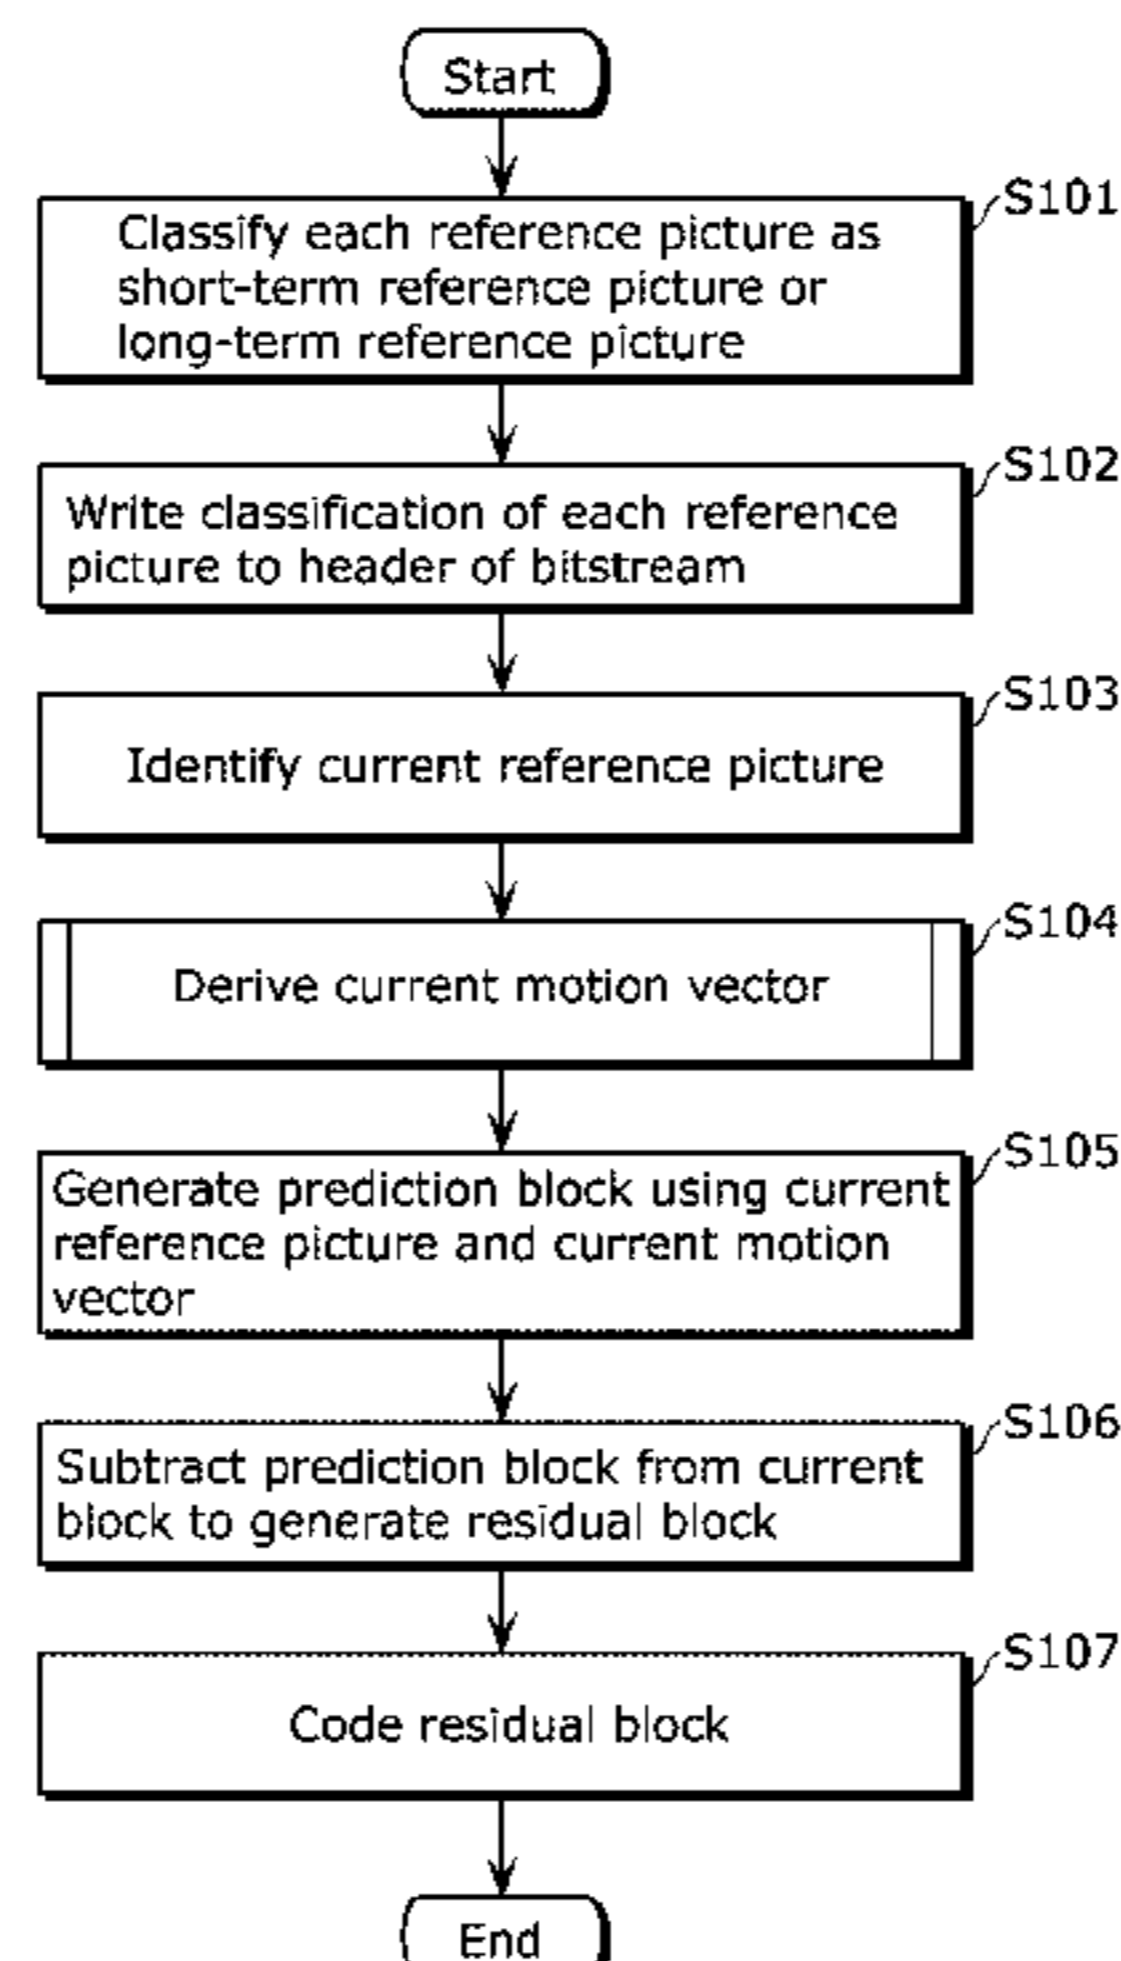 Start
S101
Classify each reference picture as
short-term reference picture or
long-term reference picture
S102
Write classification of each reference
picture to header of bitstream
S103
Identify current reference picture
S104
Derive current motion vector
S105
Generate prediction block using current
reference picture and current motion
vector
S106
Subtract prediction block from current
block to generate residual block
S107
Code residual block
End